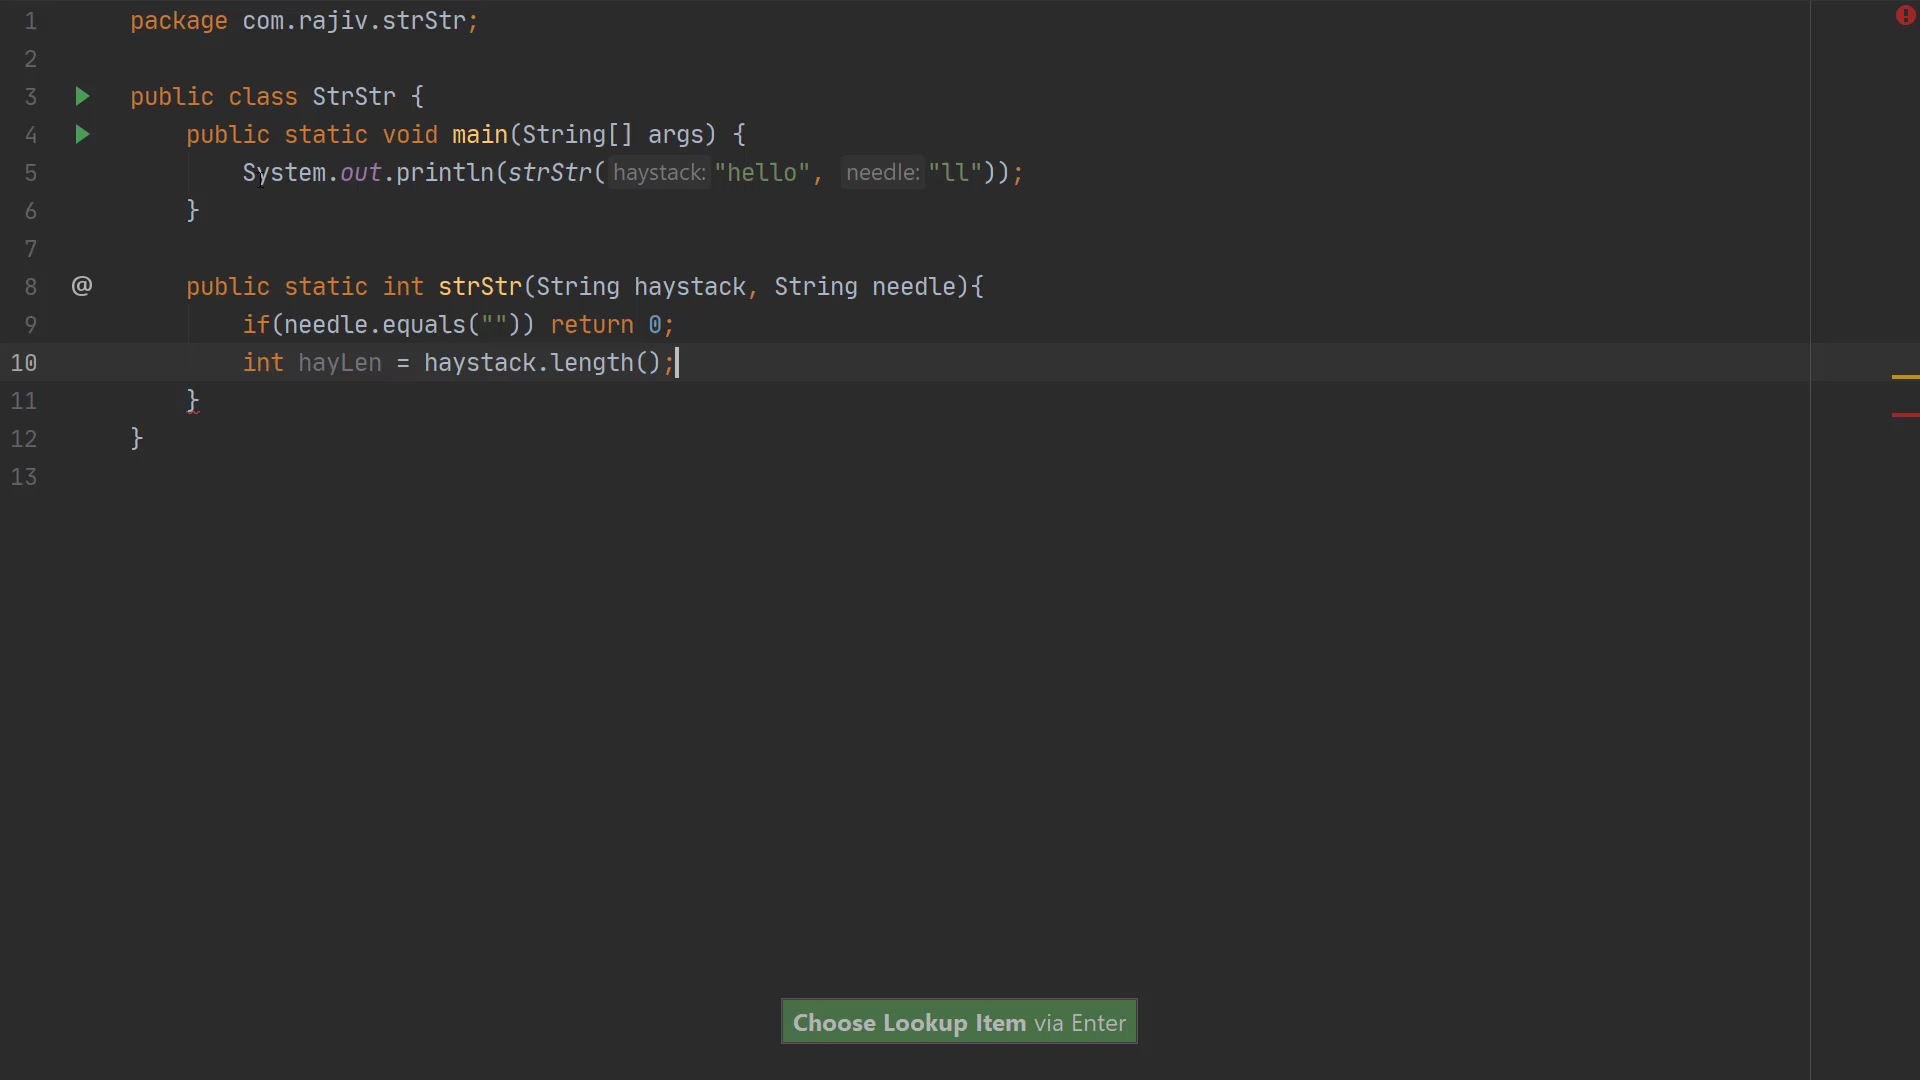 1 package com.rajiv.strStr;
2
3 public class StrStr {
4 public static void main(String[] args) {
5 System.out.println(strStr( haystack: "hello", needle: "ll"));
6 }
7
8 @ public static int strStr(String haystack, String needle){
9 if(needle.equals("")) return 0;
10 int hayLen = haystack.length();
11 }
12 }
13
Choose Lookup Item via Enter